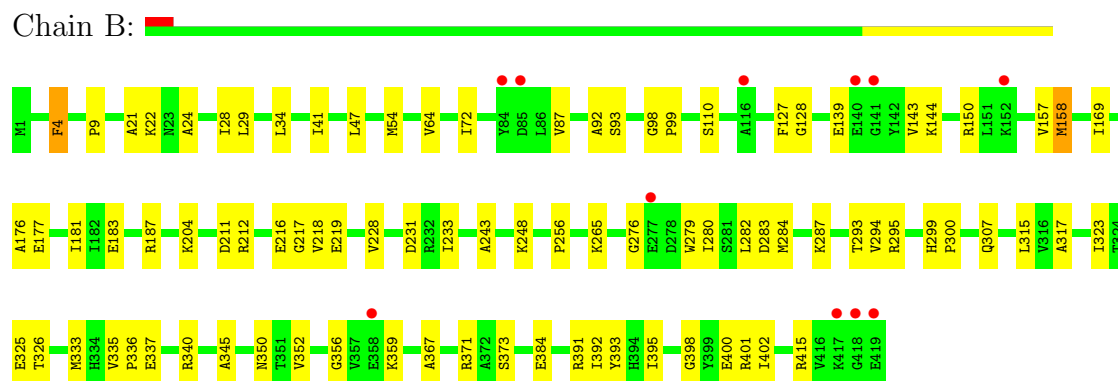 Chain B:
M1 F4 P9 A21 K22 N23 A24 I28 L29 L34 I41 L47 M54 V64 I72 Y84 D85 L86 V87 A92 S93 G98 P99 S110 A116 F127 G128 E139 E140 G141 Y142 V143 K144 R150 L151 K152 V157 M158 I169
A176 E177 I181 I182 E183 R187 K204 D211 R212 E216 G217 V218 E219 V228 D231 R232 I233 A243 K248 P256 K265 G276 E277 D278 W279 I280 S281 L282 D283 M284 K287 T293 V294 R295 H299 P300 Q307 L315 V316 A317 I323 T324
E325 T326 M333 H334 V335 P336 E337 R340 A345 N350 T351 V352 G356 V357 E358 K359 A367 R371 A372 S373 E384 R391 I392 Y393 H394 I395 G398 Y399 E400 R401 I402 R415 V416 K417 G418 E419